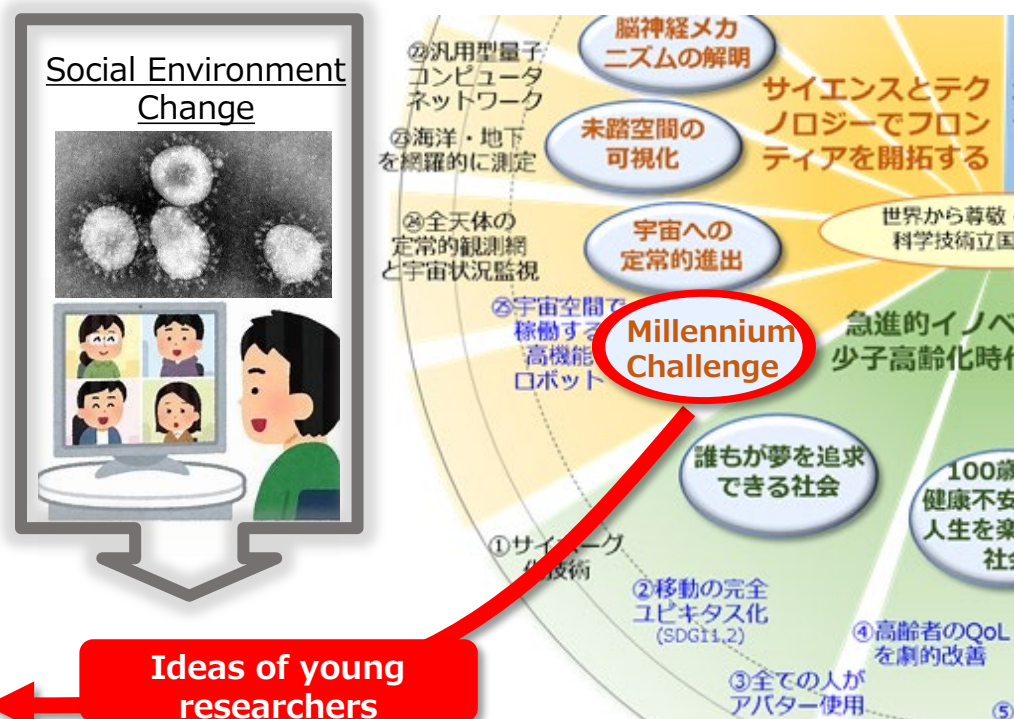 Social Environment
Change
㉒汎用型量子
コンピュータ
ネットワーク
㉓海洋・地下
を網羅的に測定
㉔全天体の
定常的観測網
と宇宙状況監視
㉕宇宙空間で
稼働する
高機能
ロボット
脳神経メカ
ニズムの解明
未踏空間の
可視化
宇宙への
定常的進出
サイエンスとテク
ノロジーでフロン
ティアを開拓する
世界から尊敬
科学技術立国
Millennium
Challenge
急進的イノベ
少子高齢化時代
誰もが夢を追求
できる社会
100歳
健康不安
人生を楽
社会
①サイボーグ
化技術
②移動の完全
ユビキタス化
(SDG11,2)
③全ての人が
アバター使用
④高齢者のQoL
を劇的改善
⑤
Ideas of young
researchers